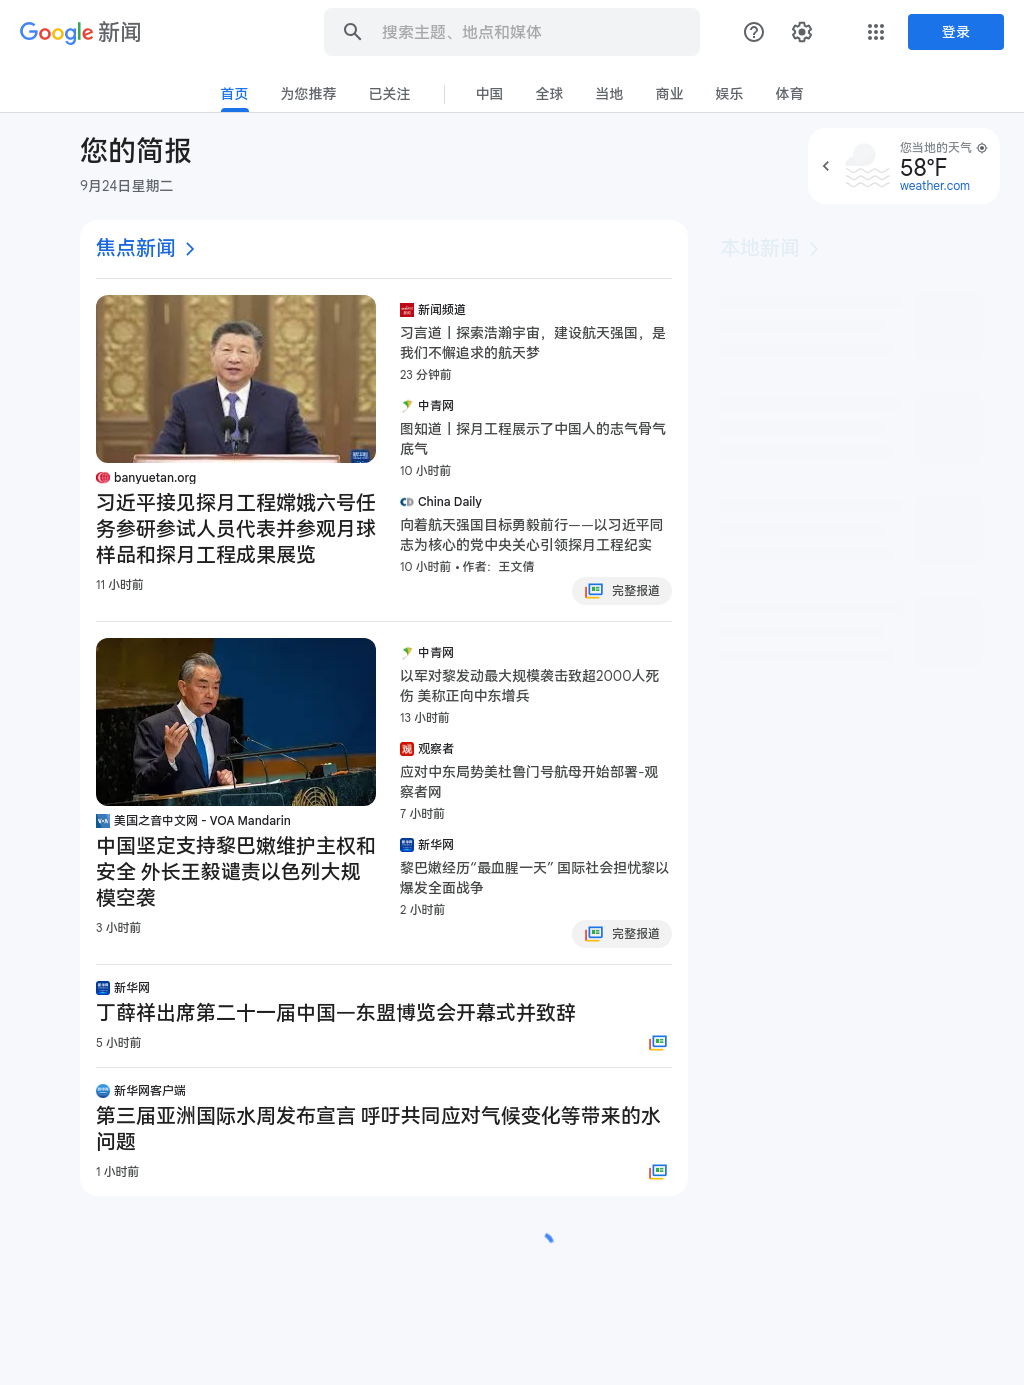 Google 新闻
搜索主题、地点和媒体
登录
首页 为您推荐 已关注 中国 全球 当地 商业 娱乐 体育
您的简报
9月24日星期二
您当地的天气
58°F
weather.com
焦点新闻
本地新闻
banyuetan.org
习近平接见探月工程嫦娥六号任
务参研参试人员代表并参观月球
样品和探月工程成果展览
11 小时前
新闻频道
习言道丨探索浩瀚宇宙，建设航天强国，是
我们不懈追求的航天梦
23 分钟前
中青网
图知道丨探月工程展示了中国人的志气骨气
底气
10 小时前
China Daily
向着航天强国目标勇毅前行——以习近平同
志为核心的党中央关心引领探月工程纪实
10 小时前 • 作者：王文倩
完整报道
美国之音中文网 - VOA Mandarin
中国坚定支持黎巴嫩维护主权和
安全 外长王毅谴责以色列大规
模空袭
3 小时前
中青网
以军对黎发动最大规模袭击致超2000人死
伤 美称正向中东增兵
13 小时前
观察者
应对中东局势美杜鲁门号航母开始部署-观
察者网
7 小时前
新华网
黎巴嫩经历“最血腥一天” 国际社会担忧黎以
爆发全面战争
2 小时前
完整报道
新华网
丁薛祥出席第二十一届中国—东盟博览会开幕式并致辞
5 小时前
新华网客户端
第三届亚洲国际水周发布宣言 呼吁共同应对气候变化等带来的水
问题
1 小时前